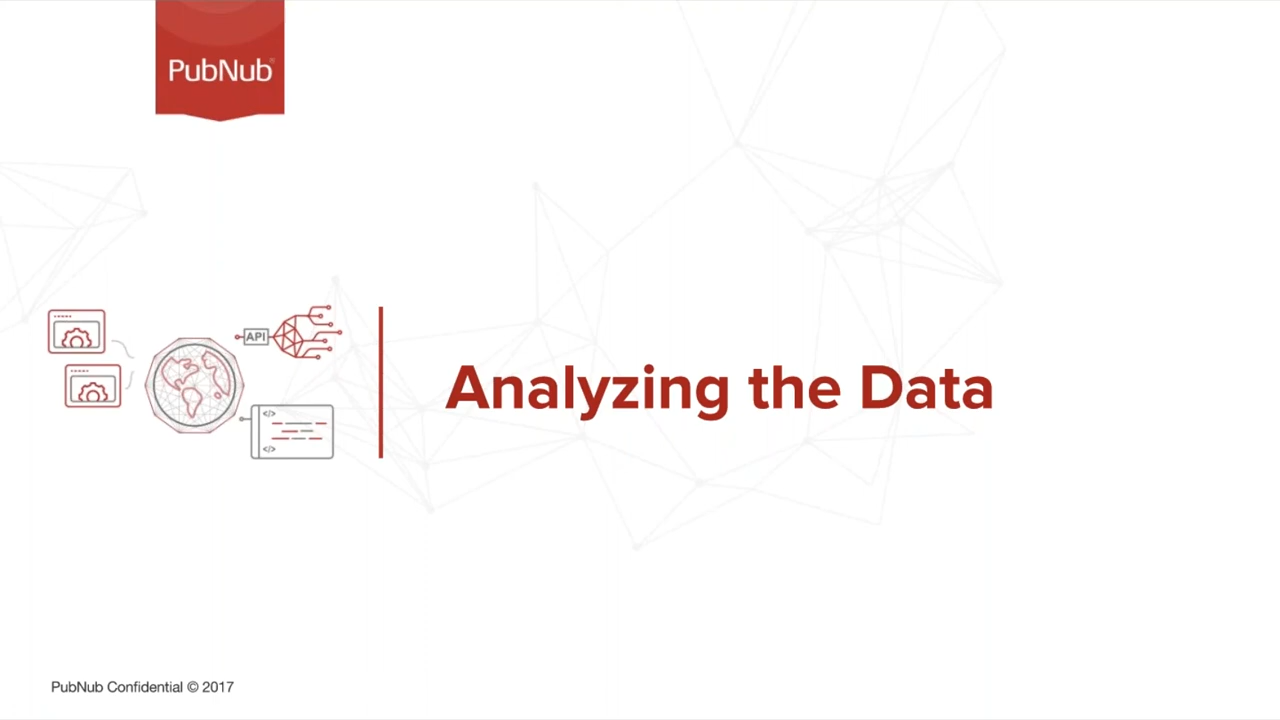 PubNub
API
</>
</>
Analyzing the Data
PubNub Confidential © 2017